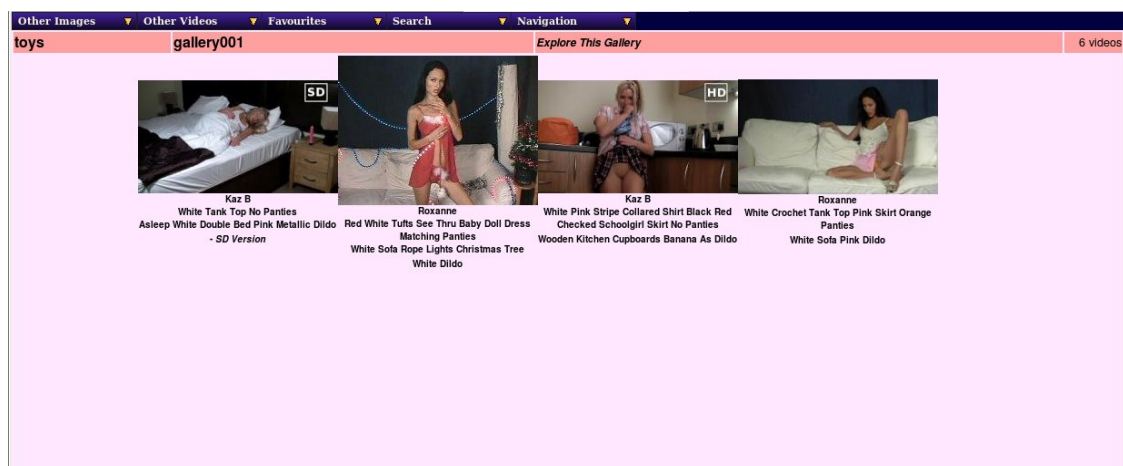 Other Images
Other Videos
Favourites
Search
Navigation
toys
gallery001
Explore This Gallery
6 videos
SD
Kaz B
White Tank Top No Panties
Asleep White Double Bed Pink Metallic Dildo
- SD Version
Roxanne
Red White Tufts See Thru Baby Doll Dress
Matching Panties
White Sofa Rope Lights Christmas Tree
White Dildo
HD
Kaz B
White Pink Stripe Collared Shirt Black Red
Checked Schoolgirl Skirt No Panties
Wooden Kitchen Cupboards Banana As Dildo
Roxanne
White Crochet Tank Top Pink Skirt Orange
Panties
White Sofa Pink Dildo